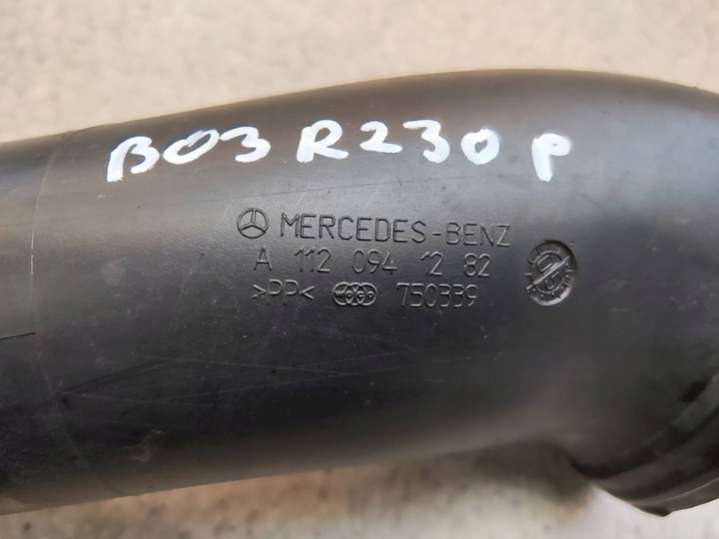 B03 R230 P
MERCEDES-BENZ
A 112 094 12 82
>PP< 750339